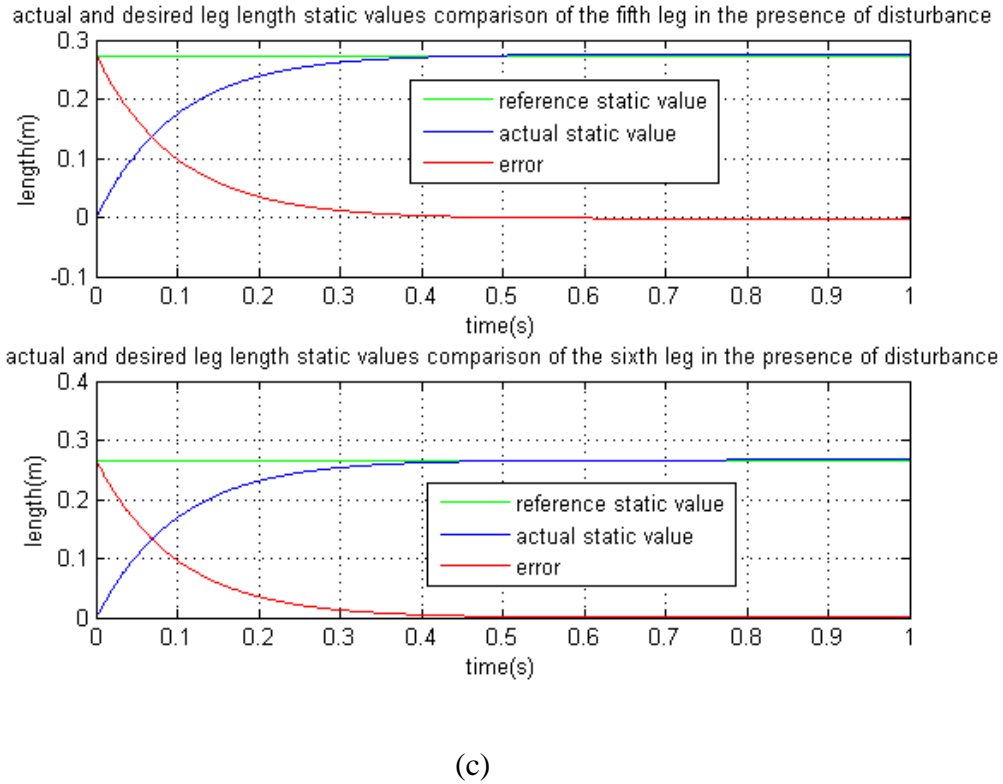 actual and desired leg length static values comparison of the fifth leg in the presence of disturbance
0.3
0.2
0.1
0
-0.1
length(m)
reference static value
actual static value
error
0 0.1 0.2 0.3 0.4 0.5 0.6 0.7 0.8 0.9 1
time(s)
actual and desired leg length static values comparison of the sixth leg in the presence of disturbance
0.4
0.3
0.2
0.1
0
length(m)
reference static value
actual static value
error
0 0.1 0.2 0.3 0.4 0.5 0.6 0.7 0.8 0.9 1
time(s)
(c)